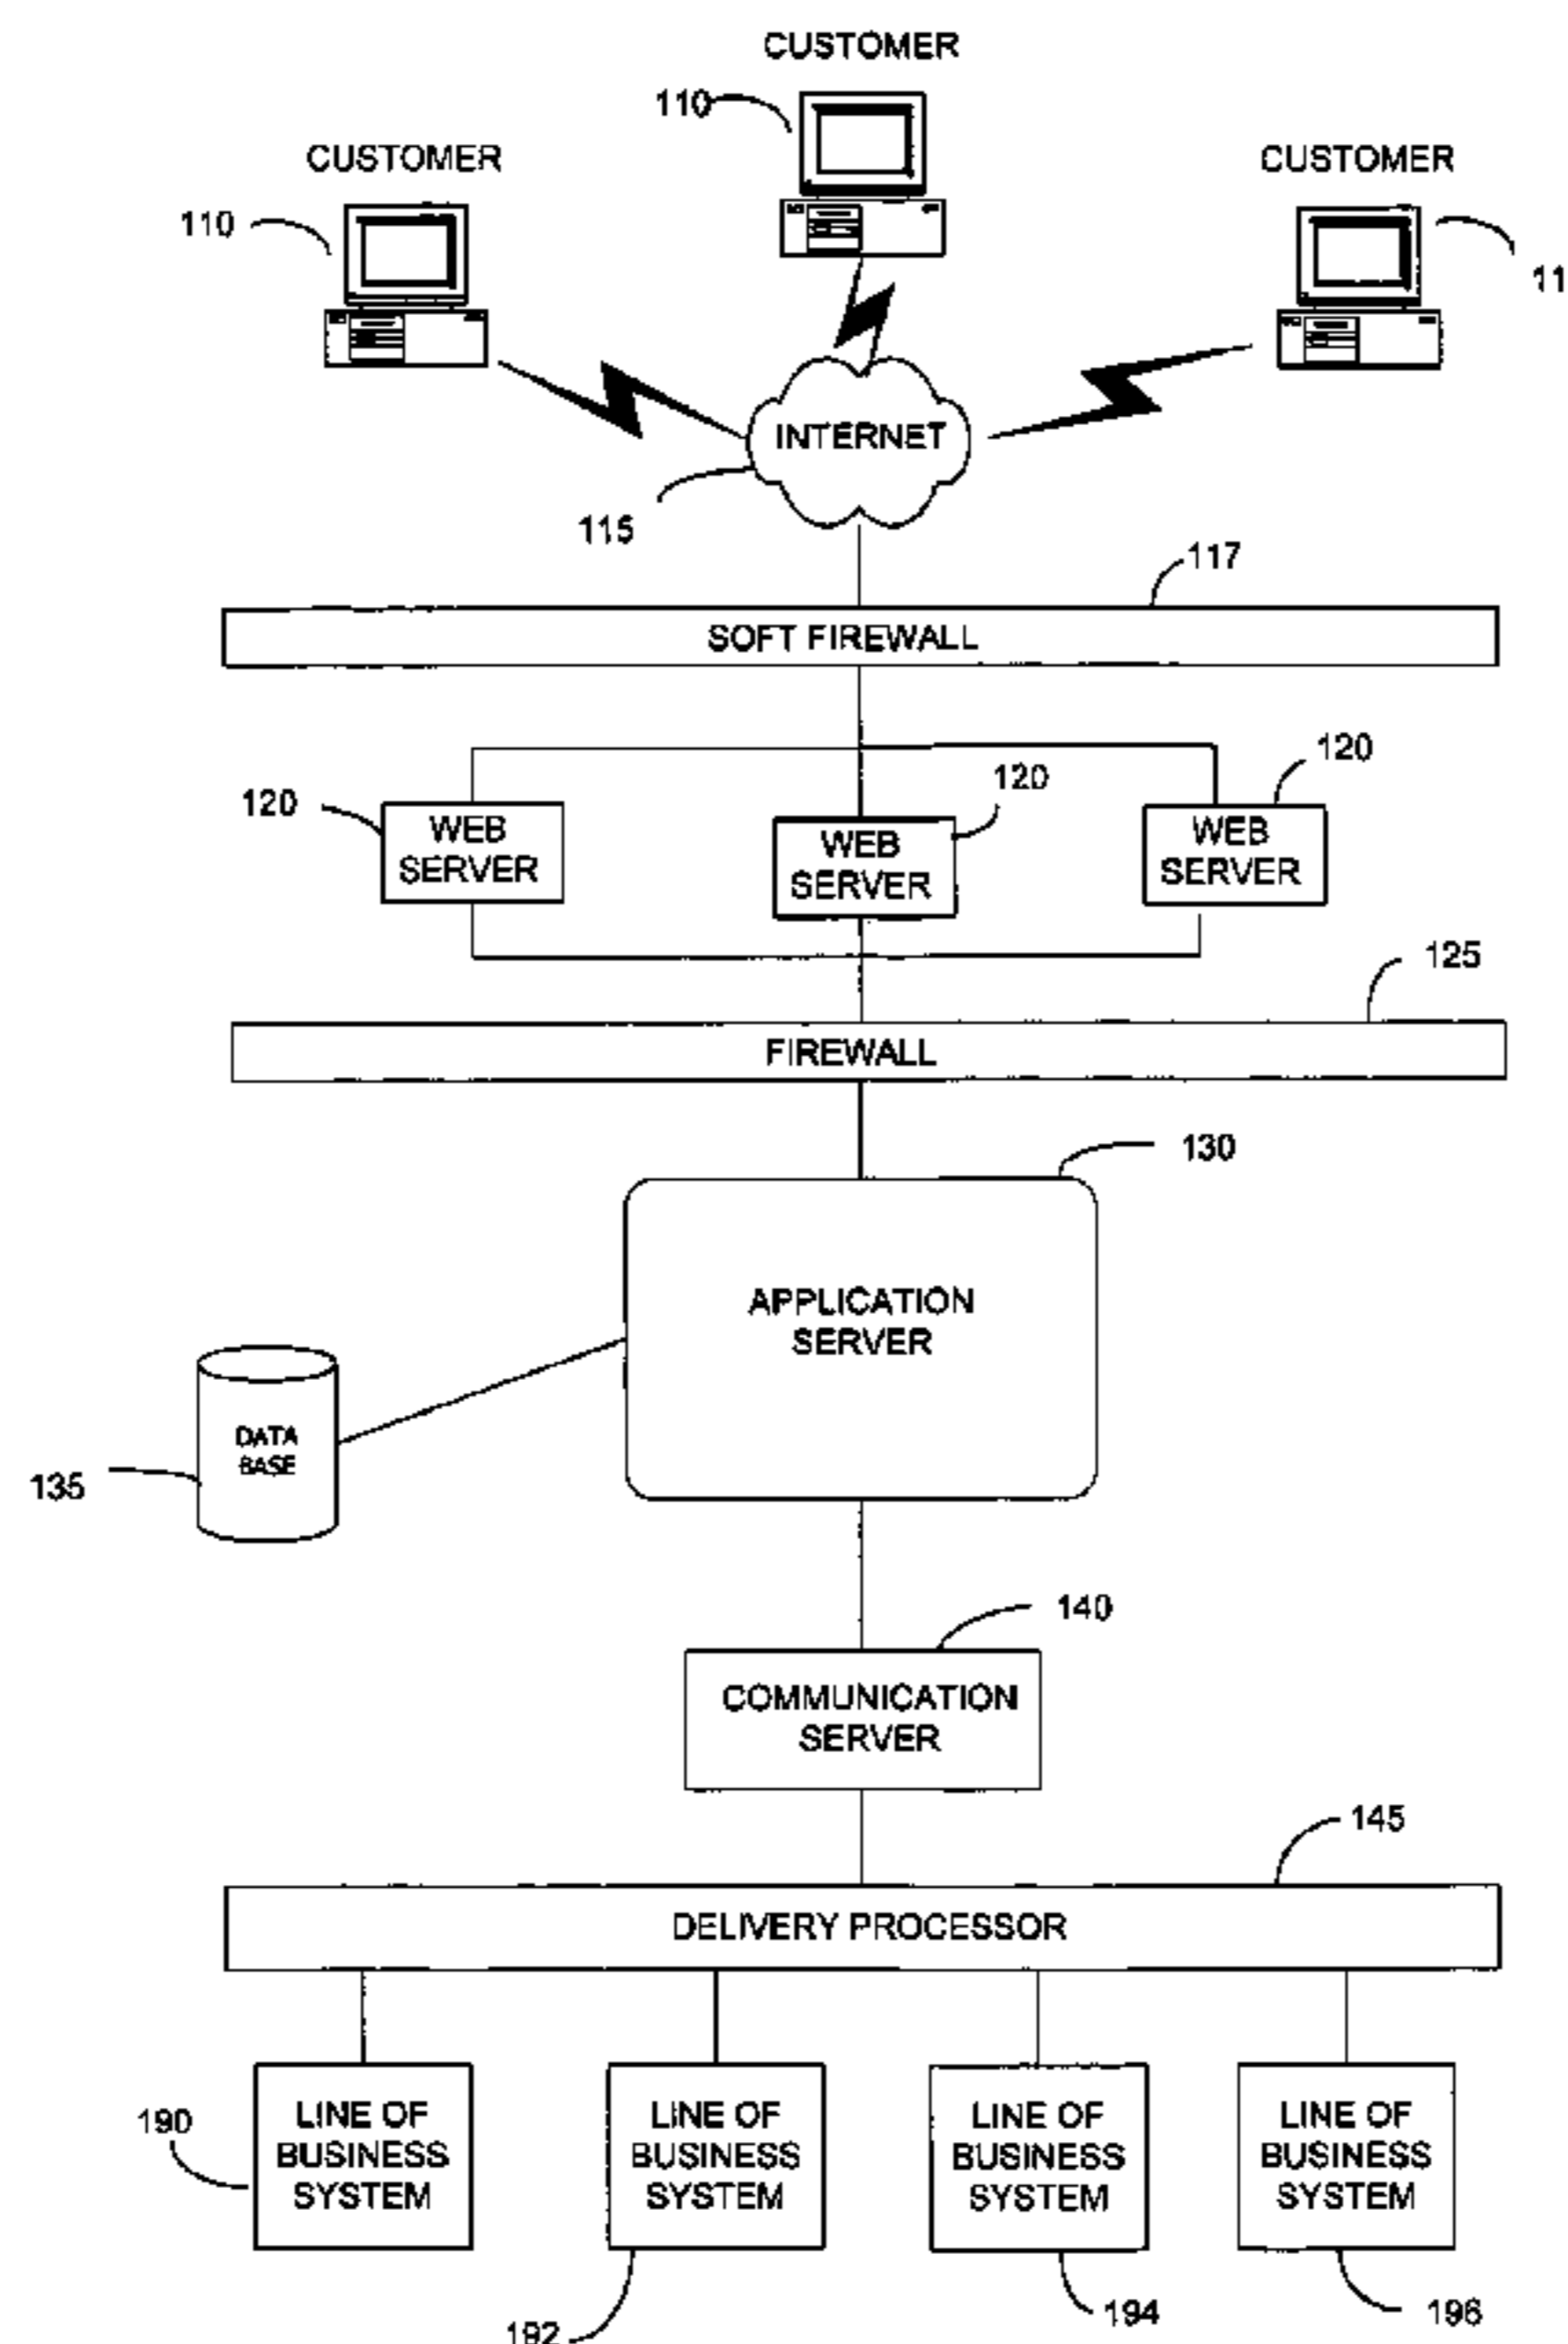 CUSTOMER
110
CUSTOMER
CUSTOMER
110
11
INTERNET
115
117
SOFT FIREWALL
120
120
120
WEB
SERVER
WEB
SERVER
WEB
SERVER
125
FIREWALL
130
APPLICATION
SERVER
DATA
BASE
135
140
COMMUNICATION
SERVER
145
DELIVERY PROCESSOR
190
LINE OF
BUSINESS
SYSTEM
LINE OF
BUSINESS
SYSTEM
LINE OF
BUSINESS
SYSTEM
LINE OF
BUSINESS
SYSTEM
192
194
196